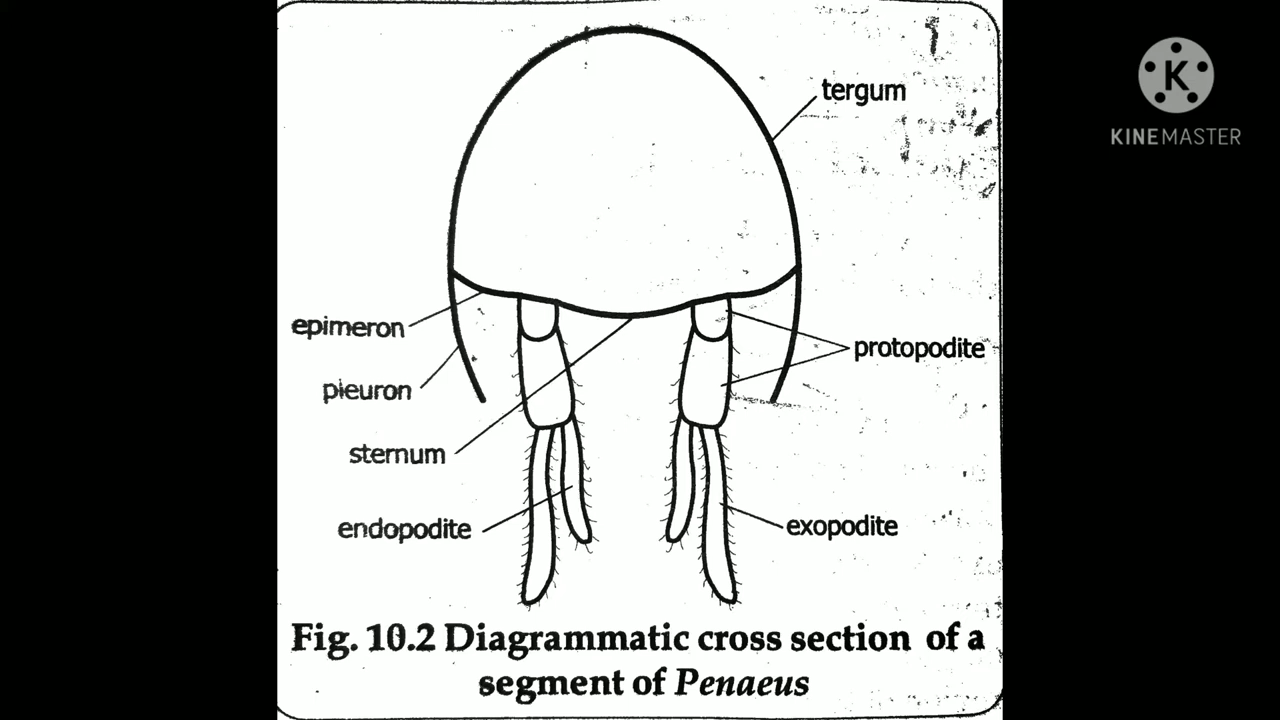 tergum
KINEMASTER
epimeron
protopodite
pleuron
sternum
endopodite
exopodite
Fig. 10.2 Diagrammatic cross section of a
segment of Penaeus